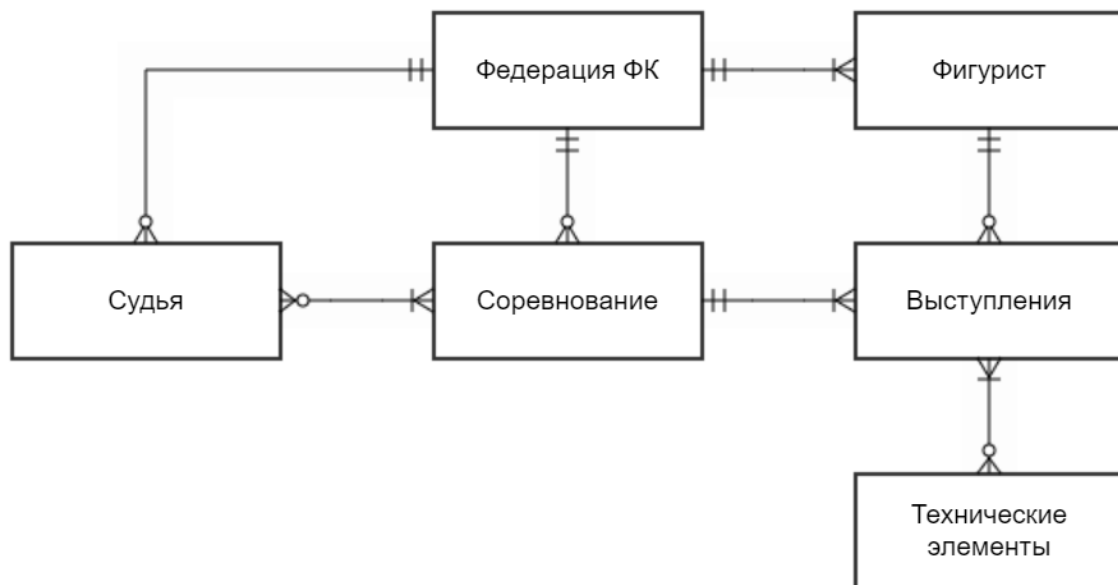 Федерация ФК
Фигурист
Судья
Соревнование
Выступления
Технические
элементы